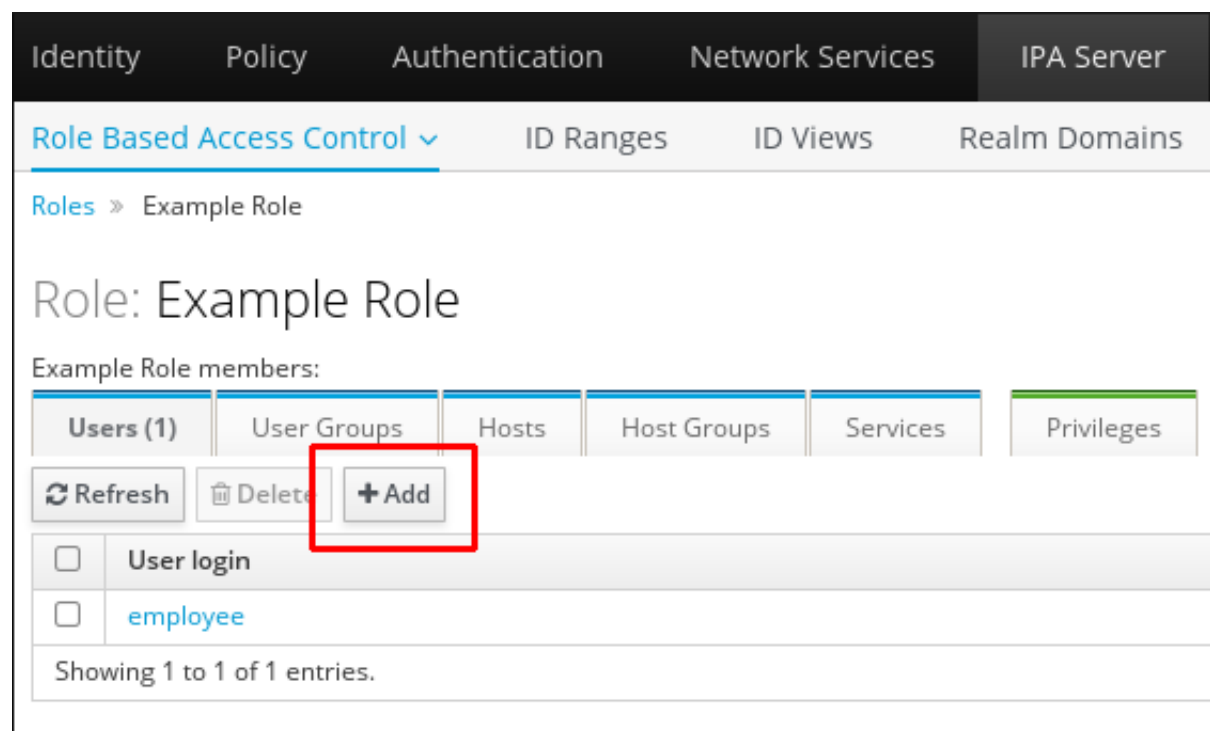 Identity Policy Authentication Network Services IPA Server
Role Based Access Control ID Ranges ID Views Realm Domains
Roles » Example Role
Role: Example Role
Example Role members:
Users (1) User Groups Hosts Host Groups Services Privileges
Refresh Delete + Add
User login
employee
Showing 1 to 1 of 1 entries.